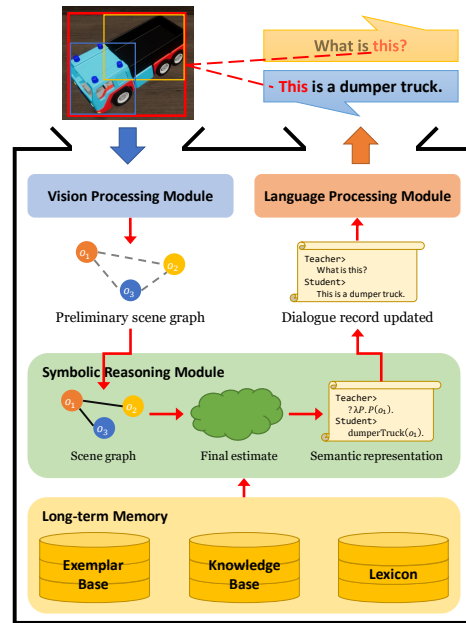 What is this?
This is a dumper truck.
Vision Processing Module
Language Processing Module
o1
o2
o3
Preliminary scene graph
Teacher>
What is this?
Student>
This is a dumper truck.
Dialogue record updated
Symbolic Reasoning Module
o1
o2
o3
Scene graph
Final estimate
Teacher>
?λP.P(o1).
Student>
dumperTruck(o1).
Semantic representation
Long-term Memory
Exemplar
Base
Knowledge
Base
Lexicon